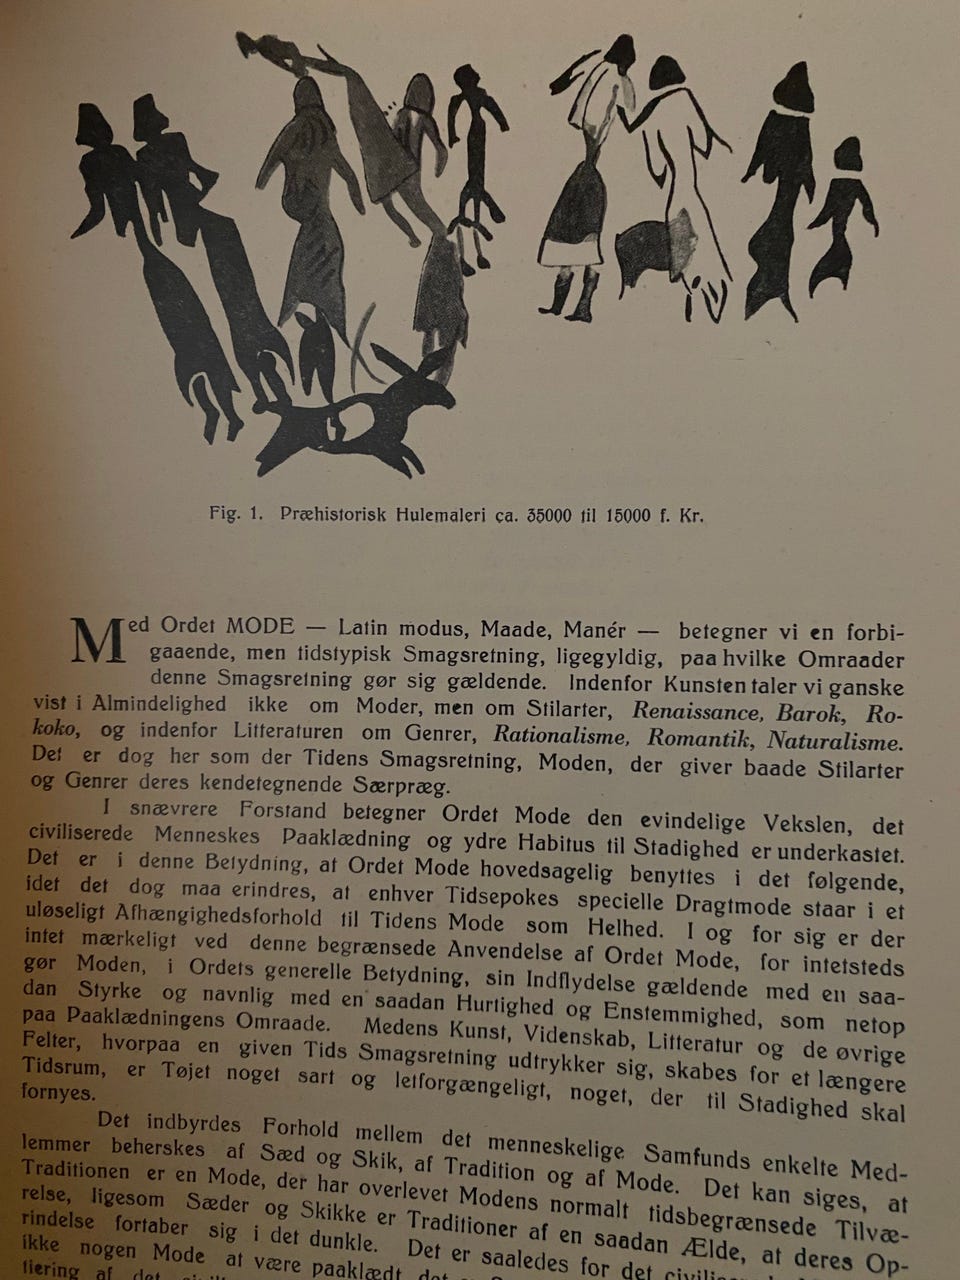 Fig. 1. Præhistorisk Hulemaleri ca. 35000 til 15000 f. Kr.
Med Ordet MODE — Latin modus, Maade, Manér — betegner vi en forbi-
gaaende, men tidstypisk Smagsretning, ligegyldig, paa hvilke Omraader
denne Smagsretning gør sig gældende. Indenfor Kunsten taler vi ganske
vist i Almindelighed ikke om Moder, men om Stilarter, Renaissance, Barok, Ro-
koko, og indenfor Litteraturen om Genrer, Rationalisme, Romantik, Naturalisme.
Det er dog her som der Tidens Smagsretning, Moden, der giver baade Stilarter
og Genrer deres kendetegnende Særpræg.
I snævrere Forstand betegner Ordet Mode den evindelige Vekslen, det
civiliserede Menneskes Paaklædning og ydre Habitus til Stadighed er underkastet.
Det er i denne Betydning, at Ordet Mode hovedsagelig benyttes i det følgende,
idet det dog maa erindres, at enhver Tidsepokes specielle Dragtmode staar i et
uløseligt Afhængighedsforhold til Tidens Mode som Helhed. I og for sig er der
intet mærkeligt ved denne begrænsede Anvendelse af Ordet Mode, for intetsteds
gør Moden, i Ordets generelle Betydning, sin Indflydelse gældende med en saa-
dan Styrke og navnlig med en saadan Hurtighed og Enstemmighed, som netop
paa Paaklædningens Omraade. Medens Kunst, Videnskab, Litteratur og de øvrige
Felter, hvorpaa en given Tids Smagsretning udtrykker sig, skabes for et længere
Tidsrum, er Tøjet noget sart og letforgængeligt, noget, der til Stadighed skal
fornyes.
Det indbyrdes Forhold mellem det menneskelige Samfunds enkelte Med-
lemmer beherskes af Sæd og Skik, af Tradition og af Mode. Det kan siges, at
Traditionen er en Mode, der har overlevet Modens normalt tidsbegrænsede Tilvæ-
relse, ligesom Sæder og Skikke er Traditioner af en saadan Ælde, at deres Op-
rindelse fortaber sig i det dunkle. Det er saaledes for det
ikke nogen Mode at være paaklædt
af det